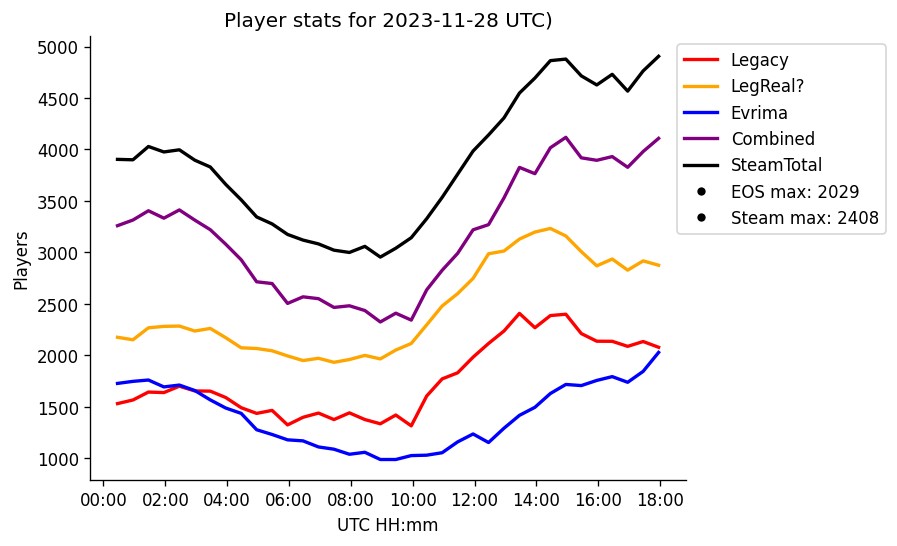 Player stats for 2023-11-28 UTC)
5000
4500
4000
3500
3000
2500
2000
1500
1000
Players
00:00 02:00 04:00 06:00 08:00 10:00 12:00 14:00 16:00 18:00
UTC HH:mm
Legacy
LegReal?
Evrima
Combined
SteamTotal
EOS max: 2029
Steam max: 2408